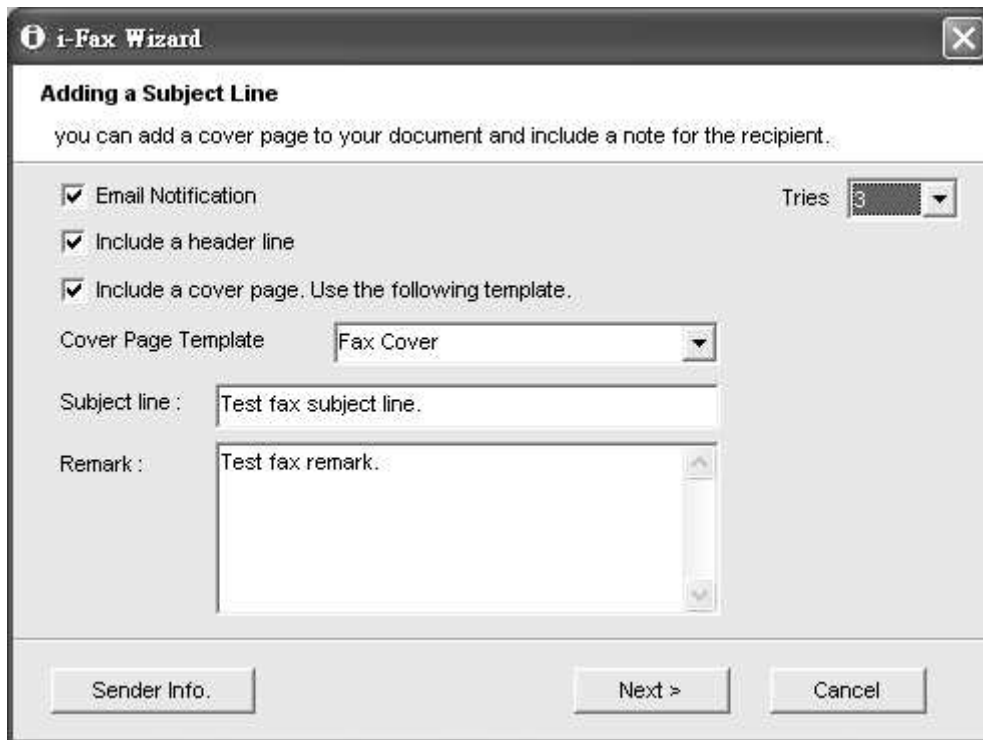 i-Fax Wizard
Adding a Subject Line
you can add a cover page to your document and include a note for the recipient.
Email Notification
Tries 3
Include a header line
Include a cover page. Use the following template.
Cover Page Template Fax Cover
Subject line : Test fax subject line.
Remark : Test fax remark.
Sender Info. Next > Cancel